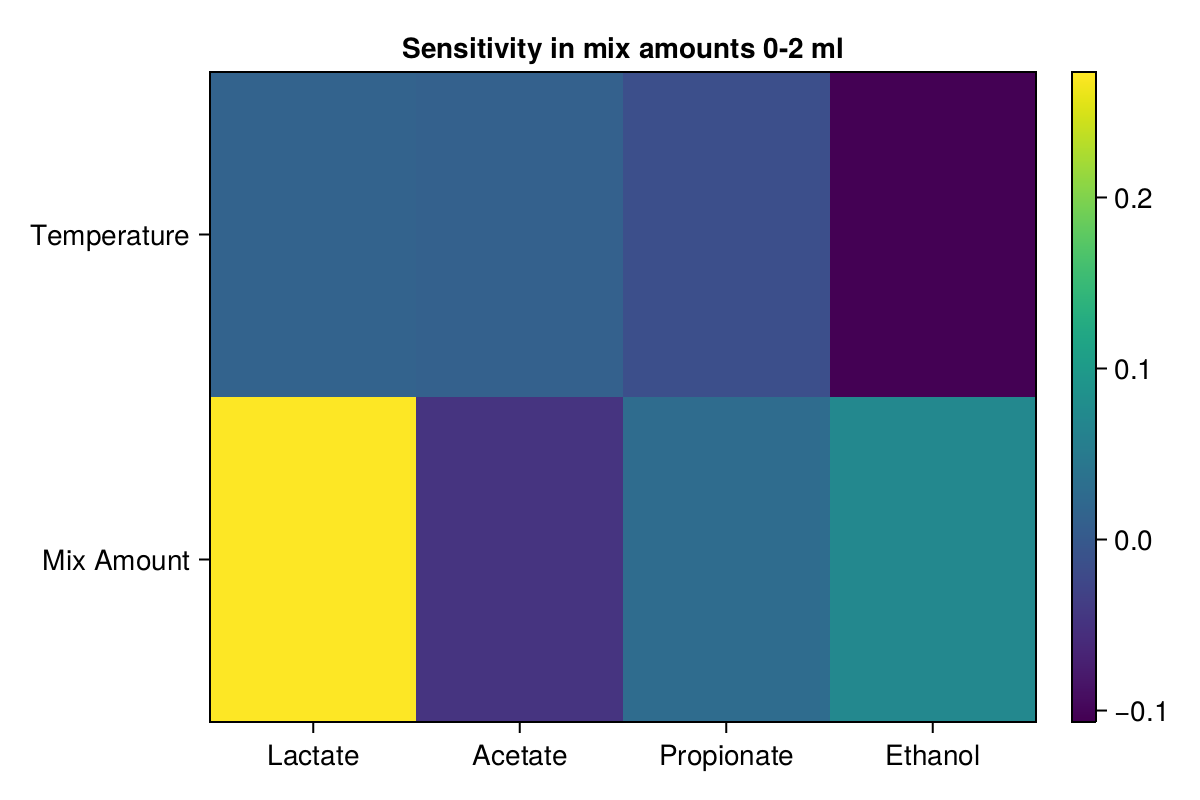 Sensitivity in mix amounts 0-2 ml
Temperature
Mix Amount
Lactate
Acetate
Propionate
Ethanol
0.2
0.1
0.0
−0.1